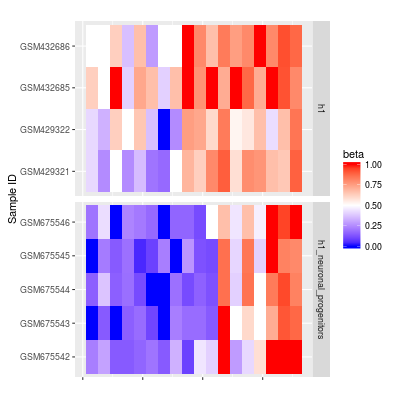 GSM432686
GSM432685
GSM429322
GSM429321
h1
GSM675546
GSM675545
GSM675544
GSM675543
GSM675542
h1_neuronal_progenitors
Sample ID
beta
1.00
0.75
0.50
0.25
0.00